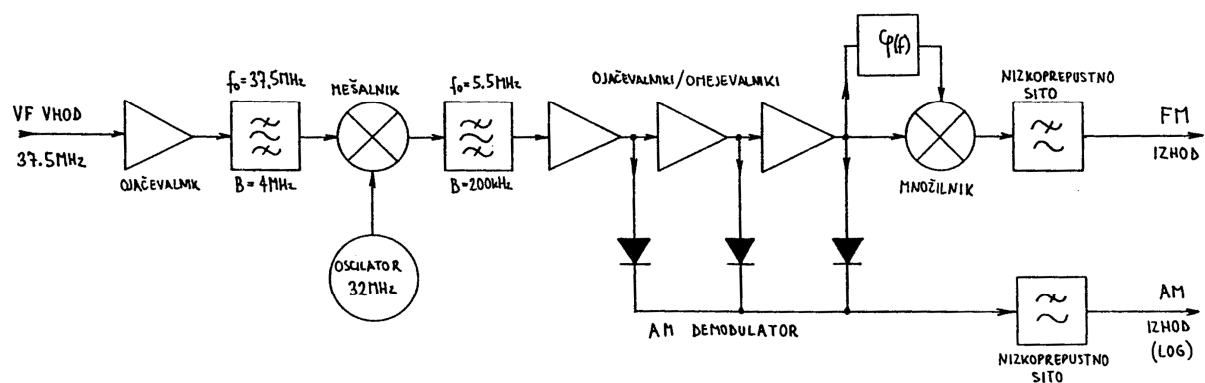 VF VHOD
37.5MHz
OJAČEVALNIK
f₀=37.5MHz
B=4MHz
MEŠALNIK
OSCILATOR
32MHz
f₀=5.5MHz
B=200kHz
OJAČEVALNIKI/OMEJEVALNIKI
φ(f)
MNOŽILNIK
NIZKOPREPUSTNO
SITO
FM
IZHOD
AM DEMODULATOR
NIZKOPREPUSTNO
SITO
AM
IZHOD
(LOG)